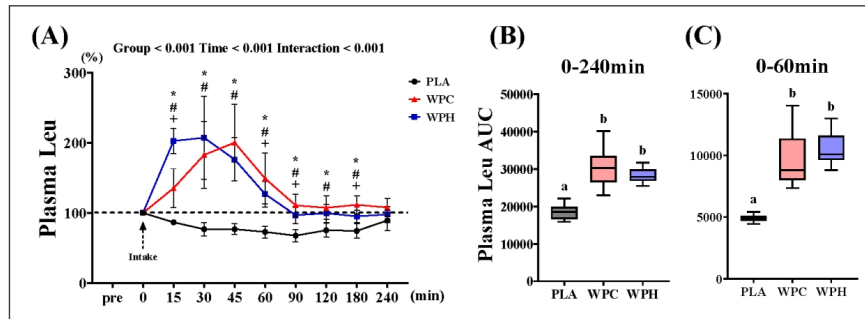 (A)
Group < 0.001 Time < 0.001 Interaction < 0.001
(%)
300
200
100
0
Plasma Leu
* # +
* #
* #
* # +
* # +
* #
* # +
PLA
WPC
WPH
Intake
pre 0 15 30 45 60 90 120 180 240 (min)
(B)
0-240min
Plasma Leu AUC
50000
40000
30000
20000
10000
0
a
b
b
PLA WPC WPH
(C)
0-60min
15000
10000
5000
0
a
b
b
PLA WPC WPH